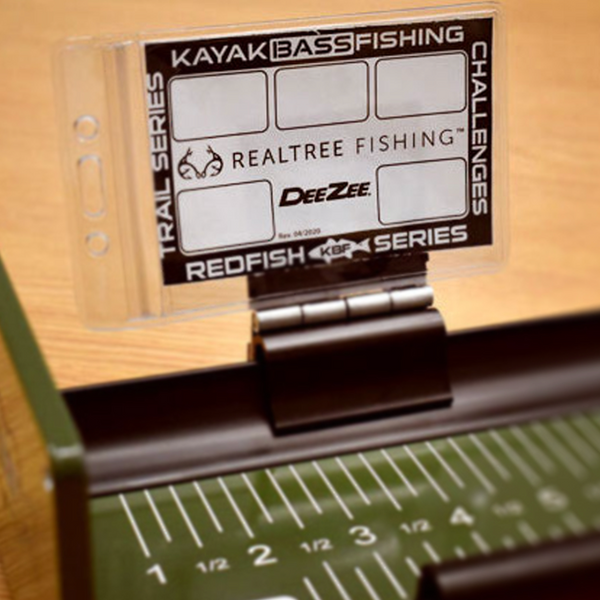 KAYAK BASS FISHING
TRAIL SERIES
CHALLENGES
REALTREE FISHING™
DeeZee.
Rev. 04/2020
REDFISH KBF SERIES
1 1/2 2 1/2 3 1/2 4 1/2 5